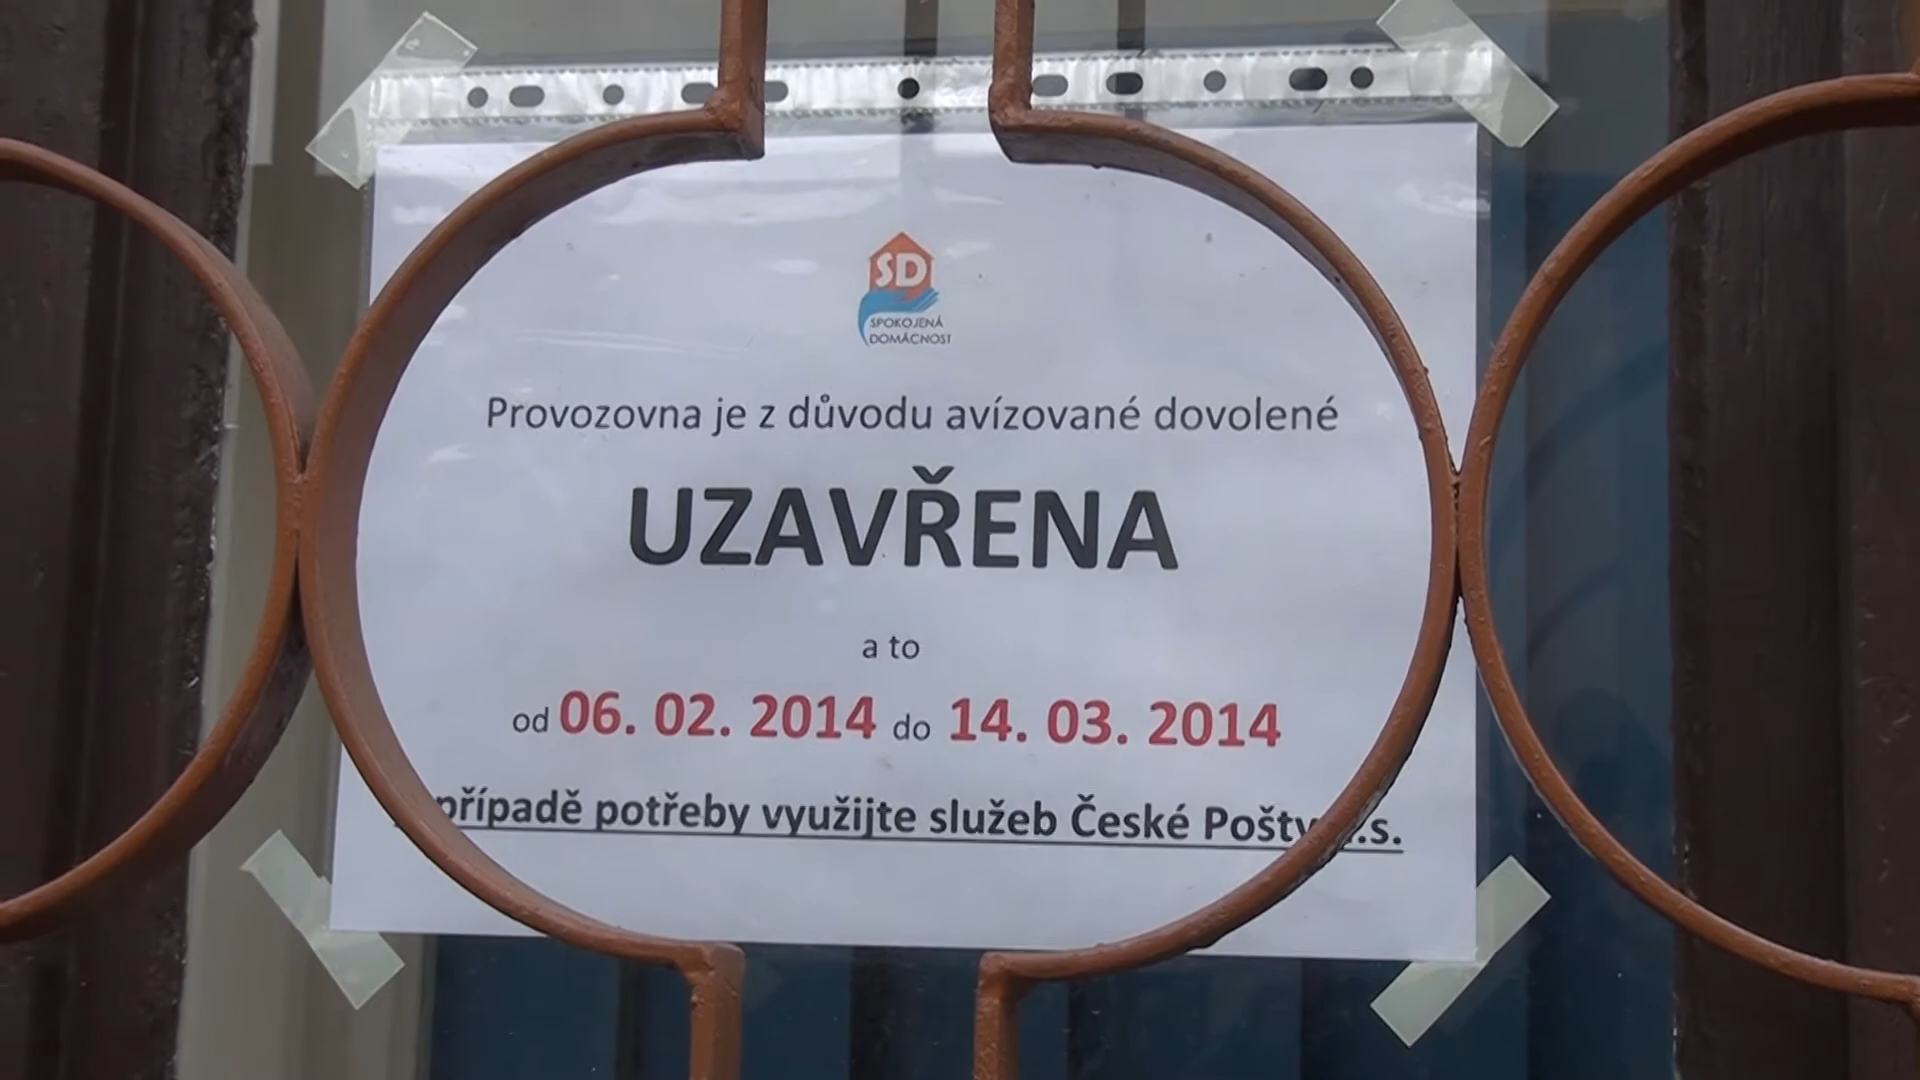 SD
SPOKOJENÁ
DOMÁCNOST
Provozovna je z důvodu avízované dovolené
UZAVŘENA
a to
od 06. 02. 2014 do 14. 03. 2014
případě potřeby využijte služeb České Pošty .s.